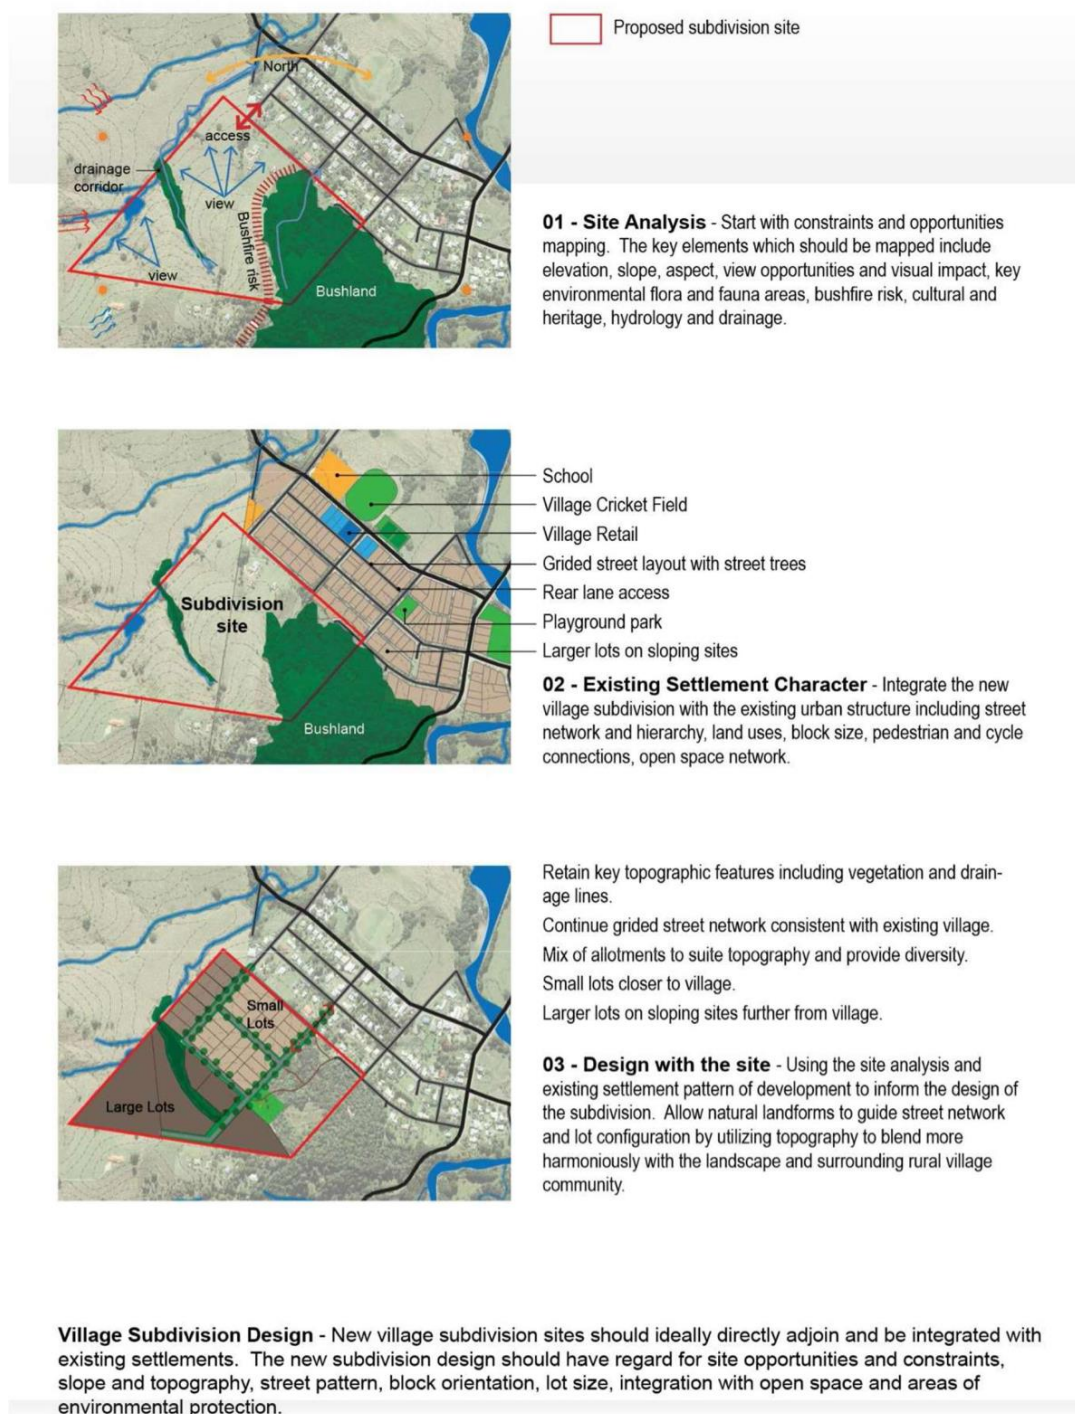 Proposed subdivision site
North
access
drainage
corridor
view
view
Bushfire risk
Bushland
01 - Site Analysis - Start with constraints and opportunities
mapping. The key elements which should be mapped include
elevation, slope, aspect, view opportunities and visual impact, key
environmental flora and fauna areas, bushfire risk, cultural and
heritage, hydrology and drainage.
School
Village Cricket Field
Village Retail
Grided street layout with street trees
Rear lane access
Playground park
Larger lots on sloping sites
Subdivision
site
Bushland
02 - Existing Settlement Character - Integrate the new
village subdivision with the existing urban structure including street
network and hierarchy, land uses, block size, pedestrian and cycle
connections, open space network.
Retain key topographic features including vegetation and drain-
age lines.
Continue grided street network consistent with existing village.
Mix of allotments to suite topography and provide diversity.
Small lots closer to village.
Larger lots on sloping sites further from village.
Small
Lots
Large Lots
03 - Design with the site - Using the site analysis and
existing settlement pattern of development to inform the design of
the subdivision. Allow natural landforms to guide street network
and lot configuration by utilizing topography to blend more
harmoniously with the landscape and surrounding rural village
community.
Village Subdivision Design - New village subdivision sites should ideally directly adjoin and be integrated with
existing settlements. The new subdivision design should have regard for site opportunities and constraints,
slope and topography, street pattern, block orientation, lot size, integration with open space and areas of
environmental protection.